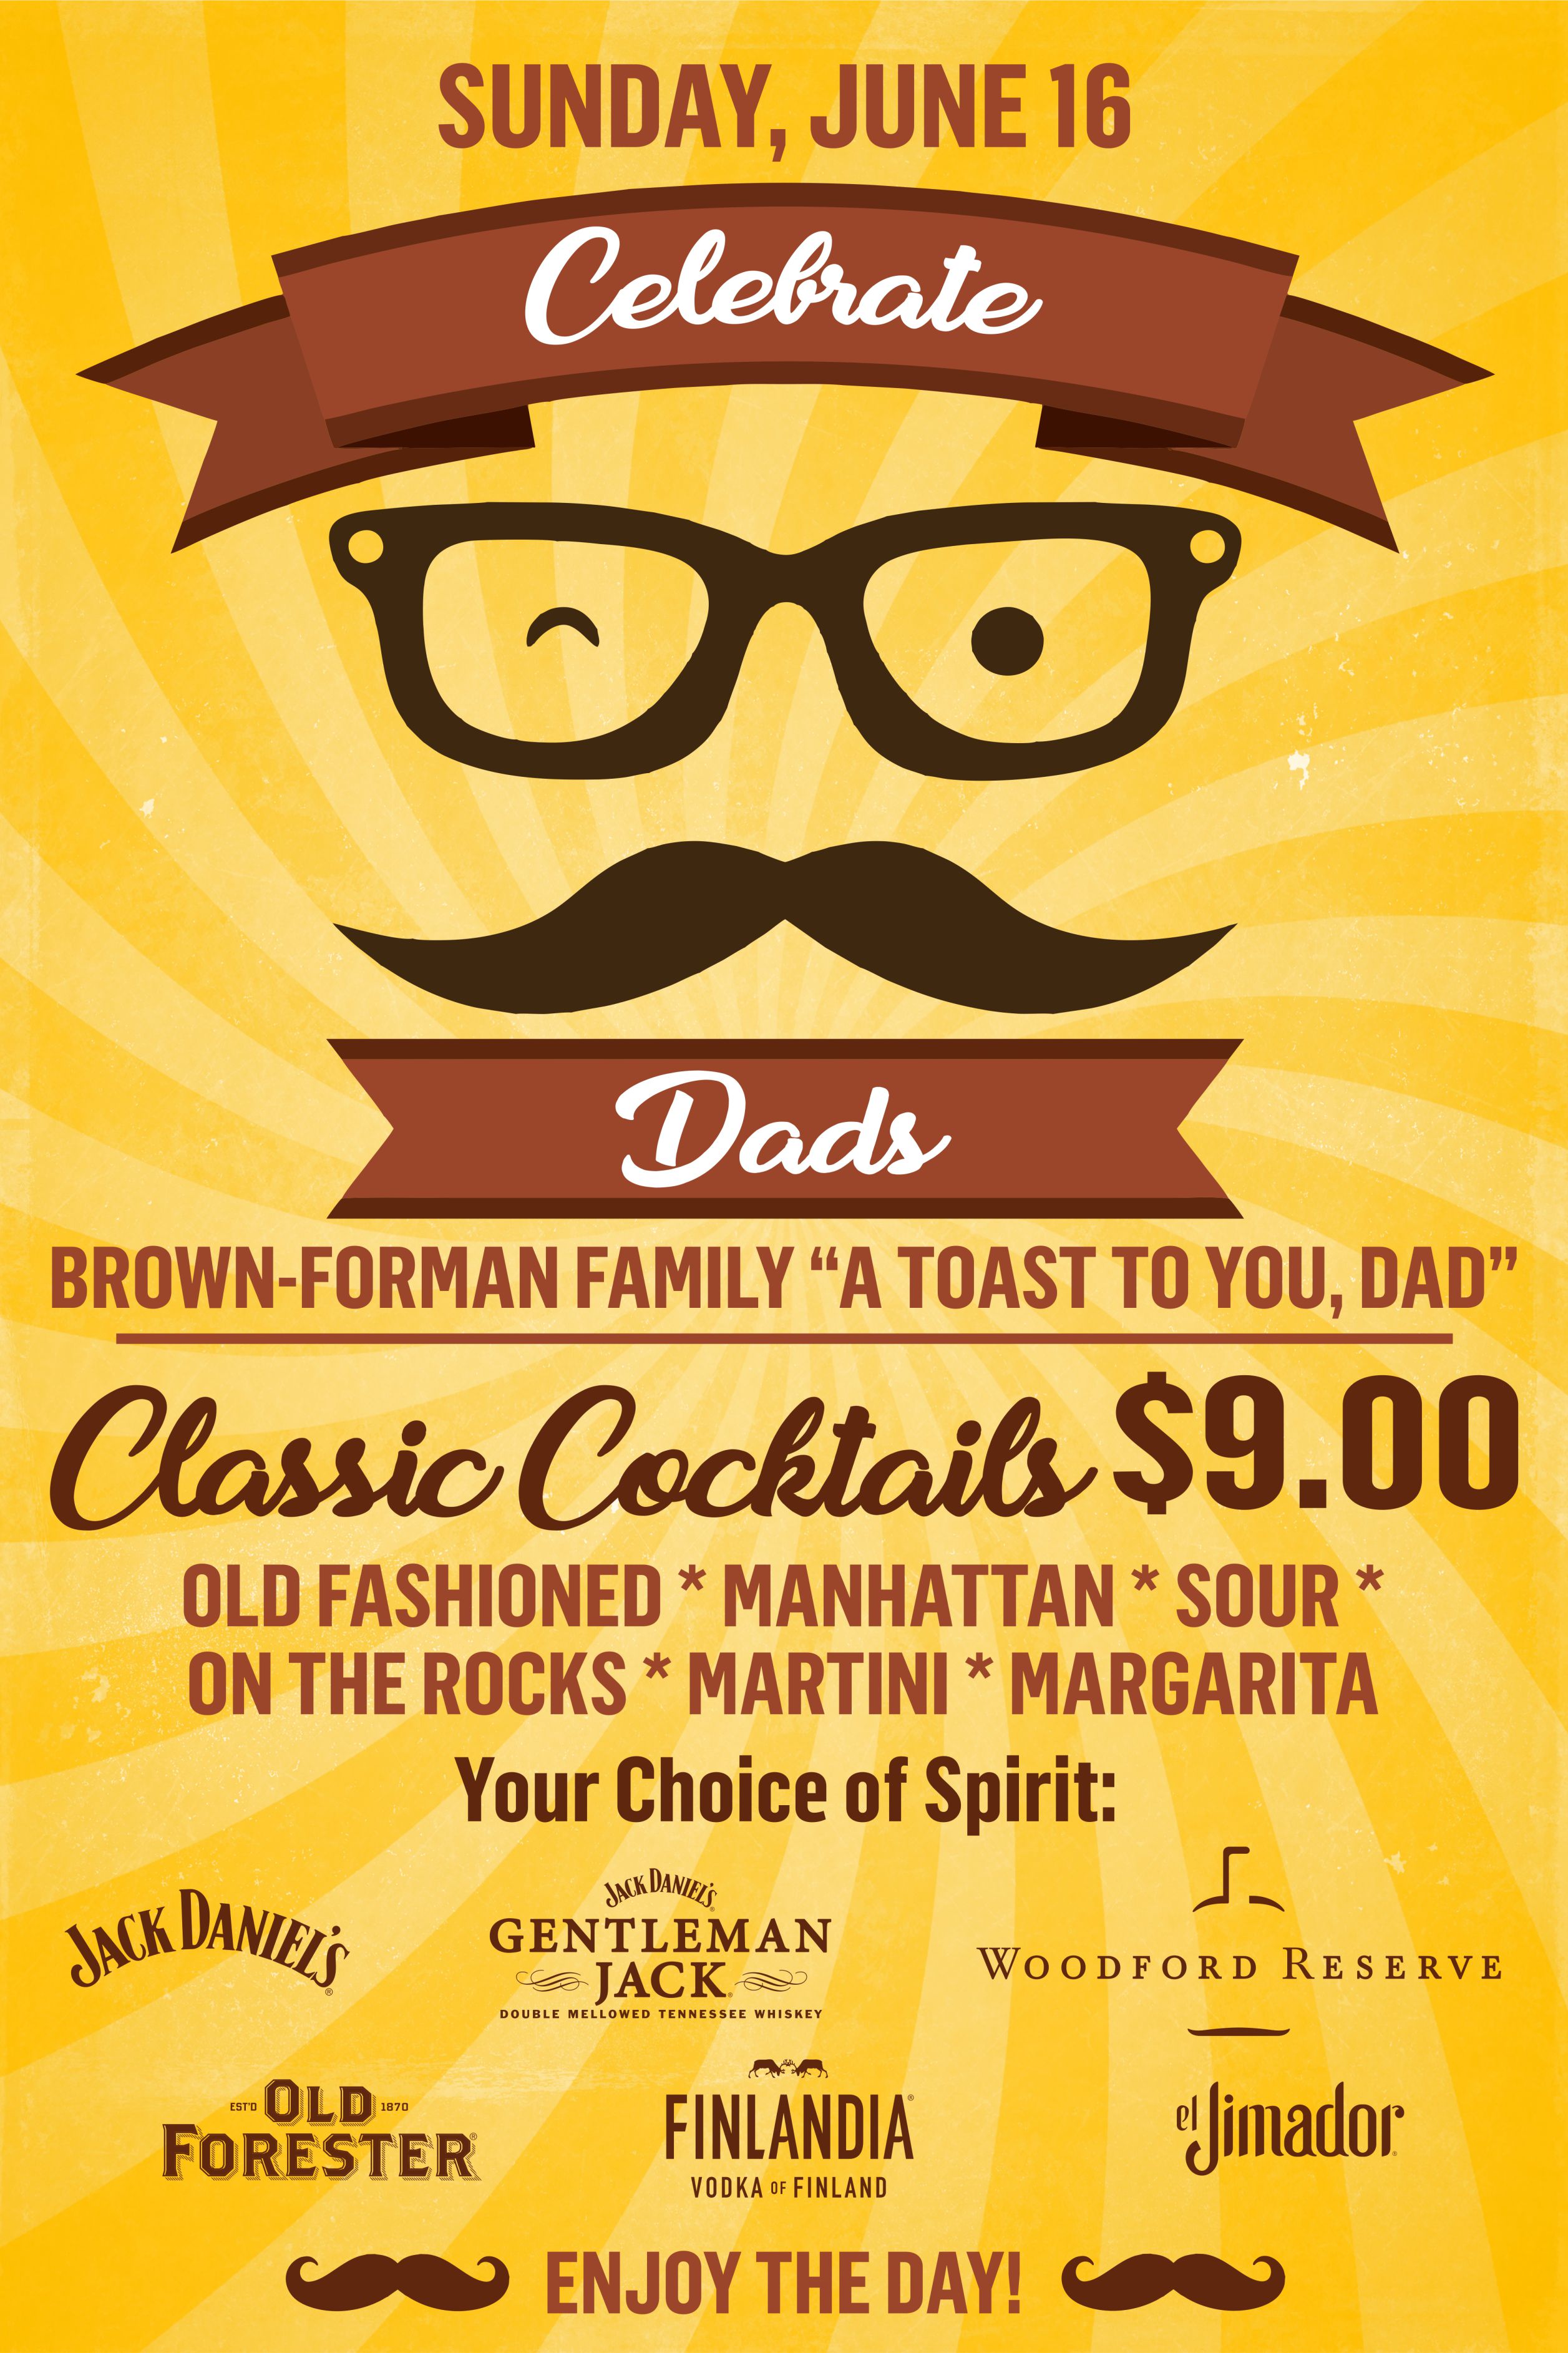 SUNDAY, JUNE 16
Celebrate
Dads
BROWN-FORMAN FAMILY “A TOAST TO YOU, DAD”
Classic Cocktails $9.00
OLD FASHIONED * MANHATTAN * SOUR *
ON THE ROCKS * MARTINI * MARGARITA
Your Choice of Spirit:
JACK DANIEL'S®
JACK DANIEL'S®
GENTLEMAN
JACK®
DOUBLE MELLOWED TENNESSEE WHISKEY
WOODFORD RESERVE
EST'D OLD 1870
FORESTER®
FINLANDIA®
VODKA OF FINLAND
el Jimador®
ENJOY THE DAY!